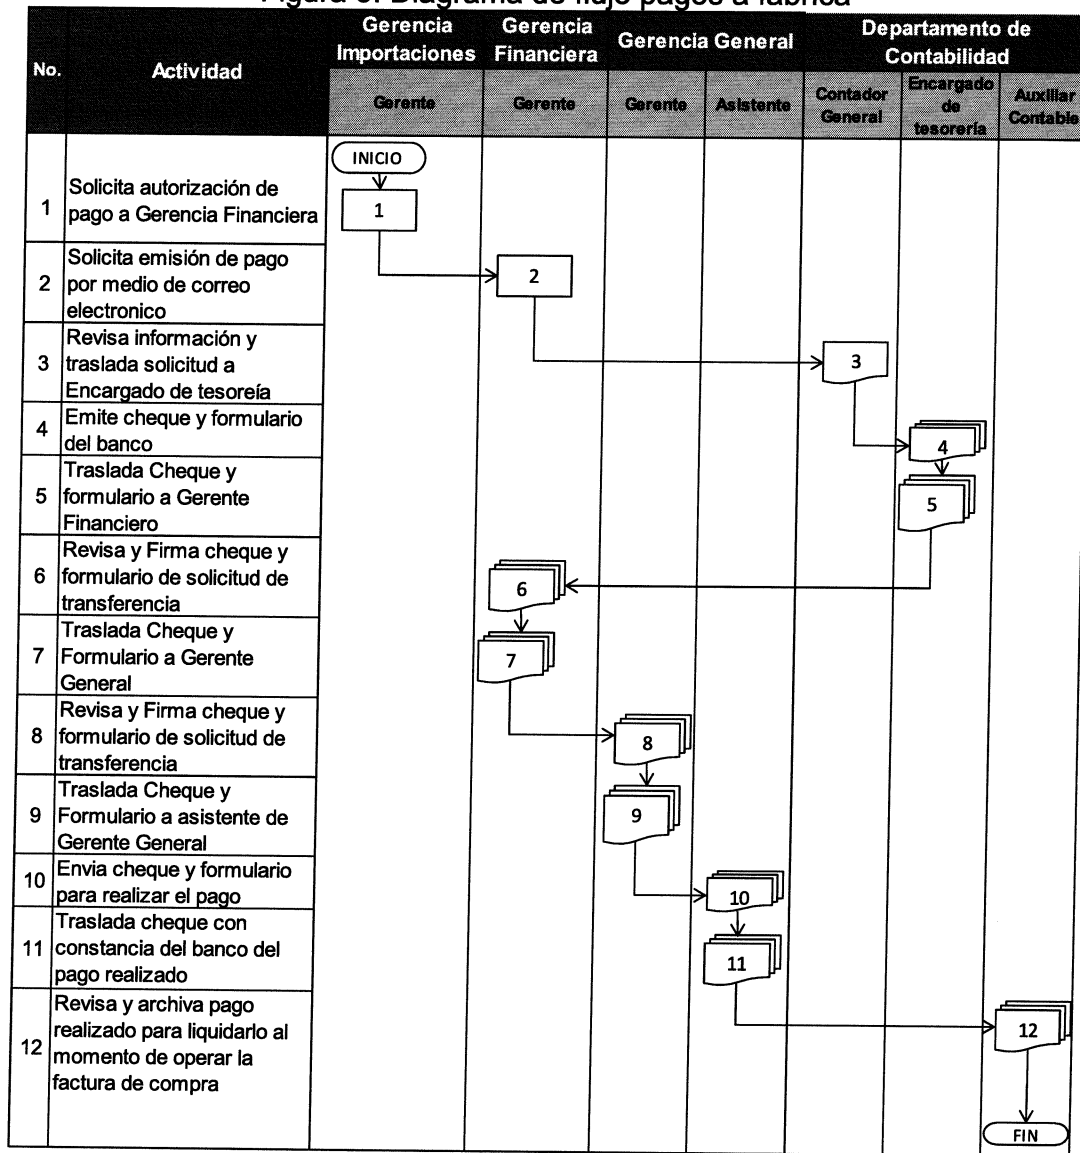 Figura 3. Diagrama de flujo pagos a fábrica
Gerencia
Importaciones
Gerencia
Financiera
Gerencia General
Departamento de
Contabilidad
No.
Actividad
Gerente
Gerente
Gerente
Asistente
Contador
General
Encargado
de
tesorería
Auxiliar
Contable
INICIO
1
Solicita autorización de
pago a Gerencia Financiera
1
2
Solicita emisión de pago
por medio de correo
electronico
2
3
Revisa información y
traslada solicitud a
Encargado de tesoreía
3
4
Emite cheque y formulario
del banco
4
5
Traslada Cheque y
formulario a Gerente
Financiero
5
6
Revisa y Firma cheque y
formulario de solicitud de
transferencia
6
7
Traslada Cheque y
Formulario a Gerente
General
7
8
Revisa y Firma cheque y
formulario de solicitud de
transferencia
8
9
Traslada Cheque y
Formulario a asistente de
Gerente General
9
10
Envia cheque y formulario
para realizar el pago
10
11
Traslada cheque con
constancia del banco del
pago realizado
11
12
Revisa y archiva pago
realizado para liquidarlo al
momento de operar la
factura de compra
12
FIN